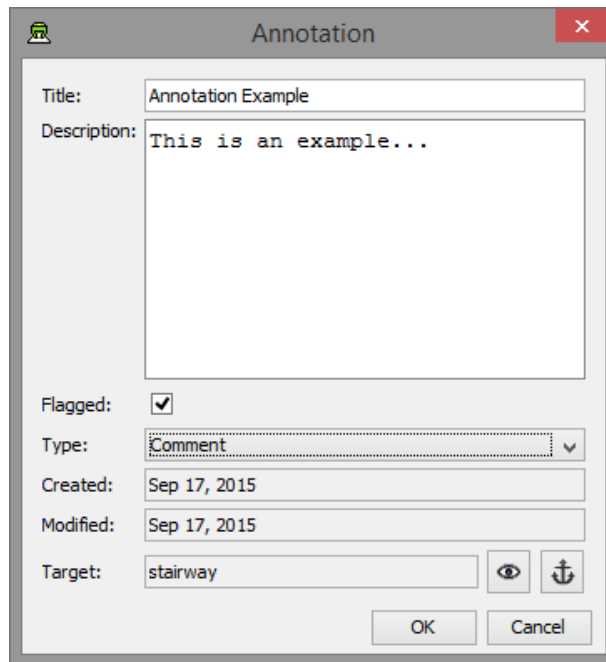 Annotation
Title: Annotation Example
Description: This is an example...
Flagged:
Type: Comment
Created: Sep 17, 2015
Modified: Sep 17, 2015
Target: stairway
OK Cancel